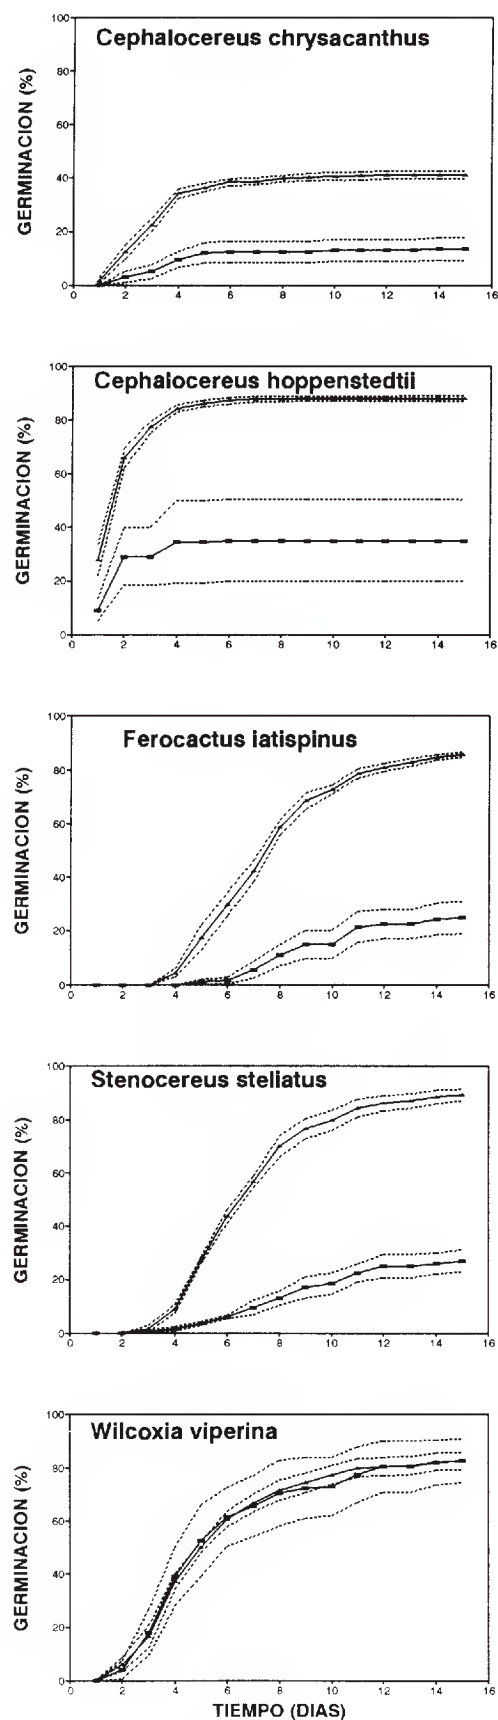 Cephalocereus chrysacanthus
GERMINACION (%)
100
80
60
40
20
0
0 2 4 6 8 10 12 14 16
Cephalocereus hoppenstedtii
GERMINACION (%)
100
80
60
40
20
0
0 2 4 6 8 10 12 14 16
Ferocactus iatispinus
GERMINACION (%)
100
80
60
40
20
0
0 2 4 6 8 10 12 14 16
Stenocereus steliatus
GERMINACION (%)
100
80
60
40
20
0
0 2 4 6 8 10 12 14 16
Wilcoxia viperina
GERMINACION (%)
100
80
60
40
20
0
0 2 4 6 8 10 12 14 16
TIEMPO (DIAS)